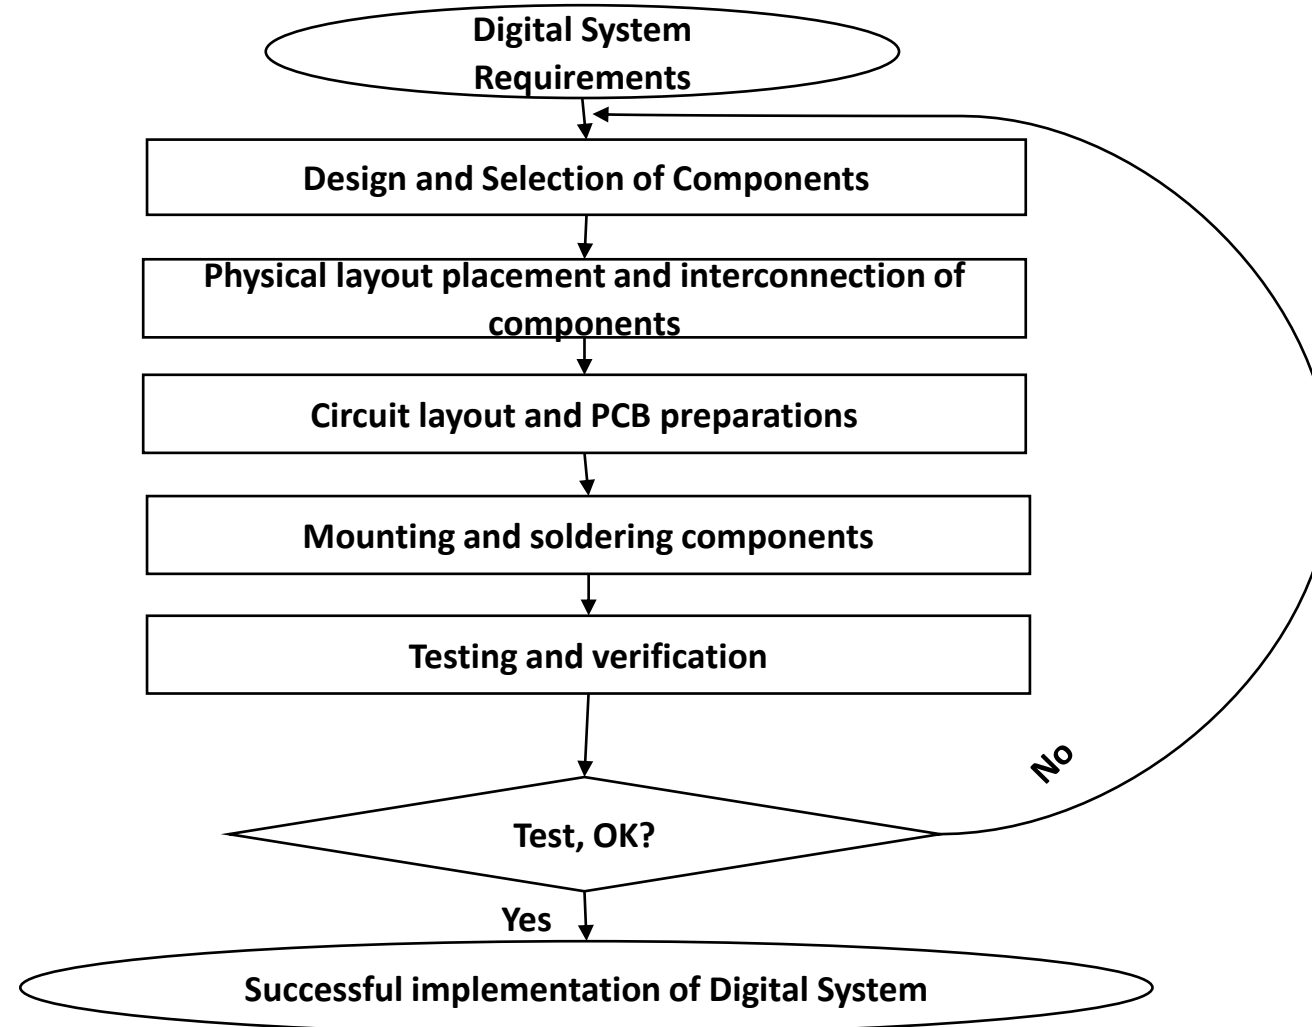 Digital System
Requirements
Design and Selection of Components
Physical layout placement and interconnection of
components
Circuit layout and PCB preparations
Mounting and soldering components
Testing and verification
No
Test, OK?
Yes
Successful implementation of Digital System